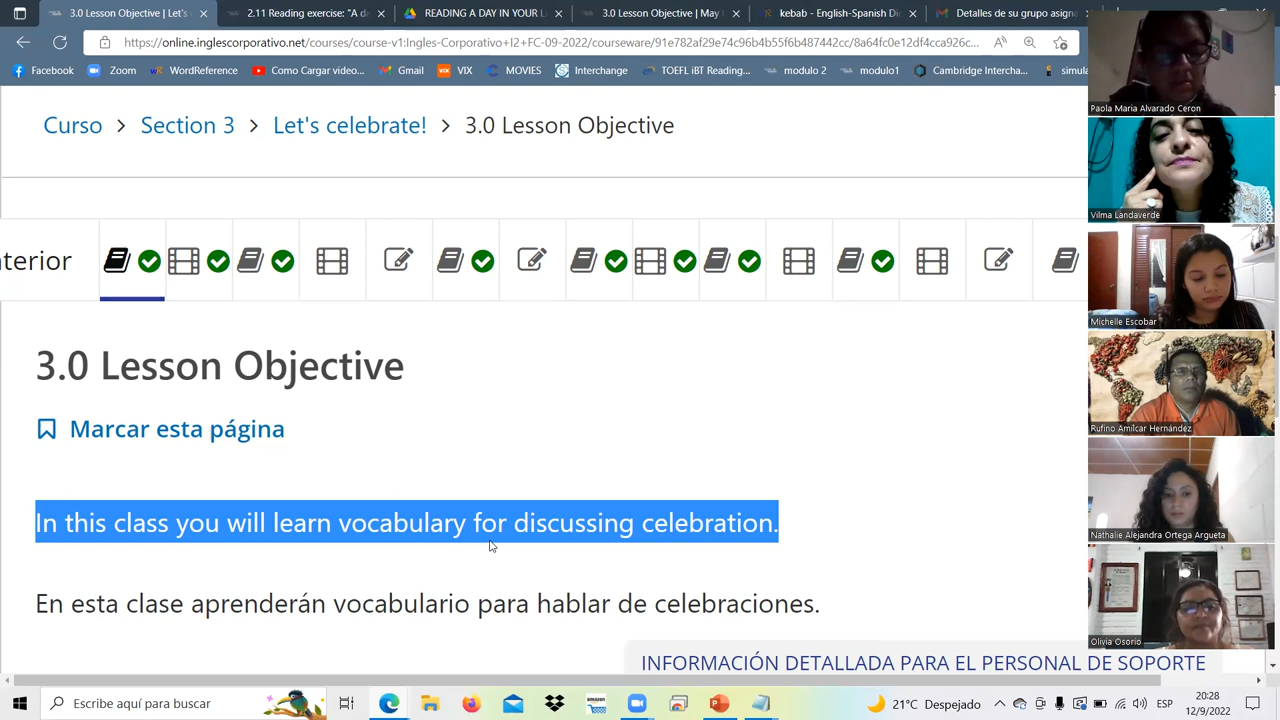 3.0 Lesson Objective | Let's c
2.11 Reading exercise: "A d
READING A DAY IN YOUR L
3.0 Lesson Objective | May L
kebab - English-Spanish Di
Detalles de su grupo asign
https://online.inglescorporativo.net/courses/course-v1:Ingles-Corporativo+I2+FC-09-2022/courseware/91e782af29e74c96b4b55f6b487442cc/8a64fc0e12df4cca926c...
Facebook
Zoom
WordReference
Como Cargar video...
Gmail
VIX
MOVIES
Interchange
TOEFL iBT Reading...
modulo 2
modulo1
Cambridge Intercha...
simula
Curso > Section 3 > Let's celebrate! > 3.0 Lesson Objective
terior
3.0 Lesson Objective
Marcar esta página
In this class you will learn vocabulary for discussing celebration.
En esta clase aprenderán vocabulario para hablar de celebraciones.
INFORMACIÓN DETALLADA PARA EL PERSONAL DE SOPORTE
Paola Maria Alvarado Ceron
Vilma Landaverde
Michelle Escobar
Rufino Amílcar Hernández
Nathalie Alejandra Ortega Argueta
Olivia Osorio
Escribe aquí para buscar
amazon
21°C Despejado
ESP
20:28
12/9/2022